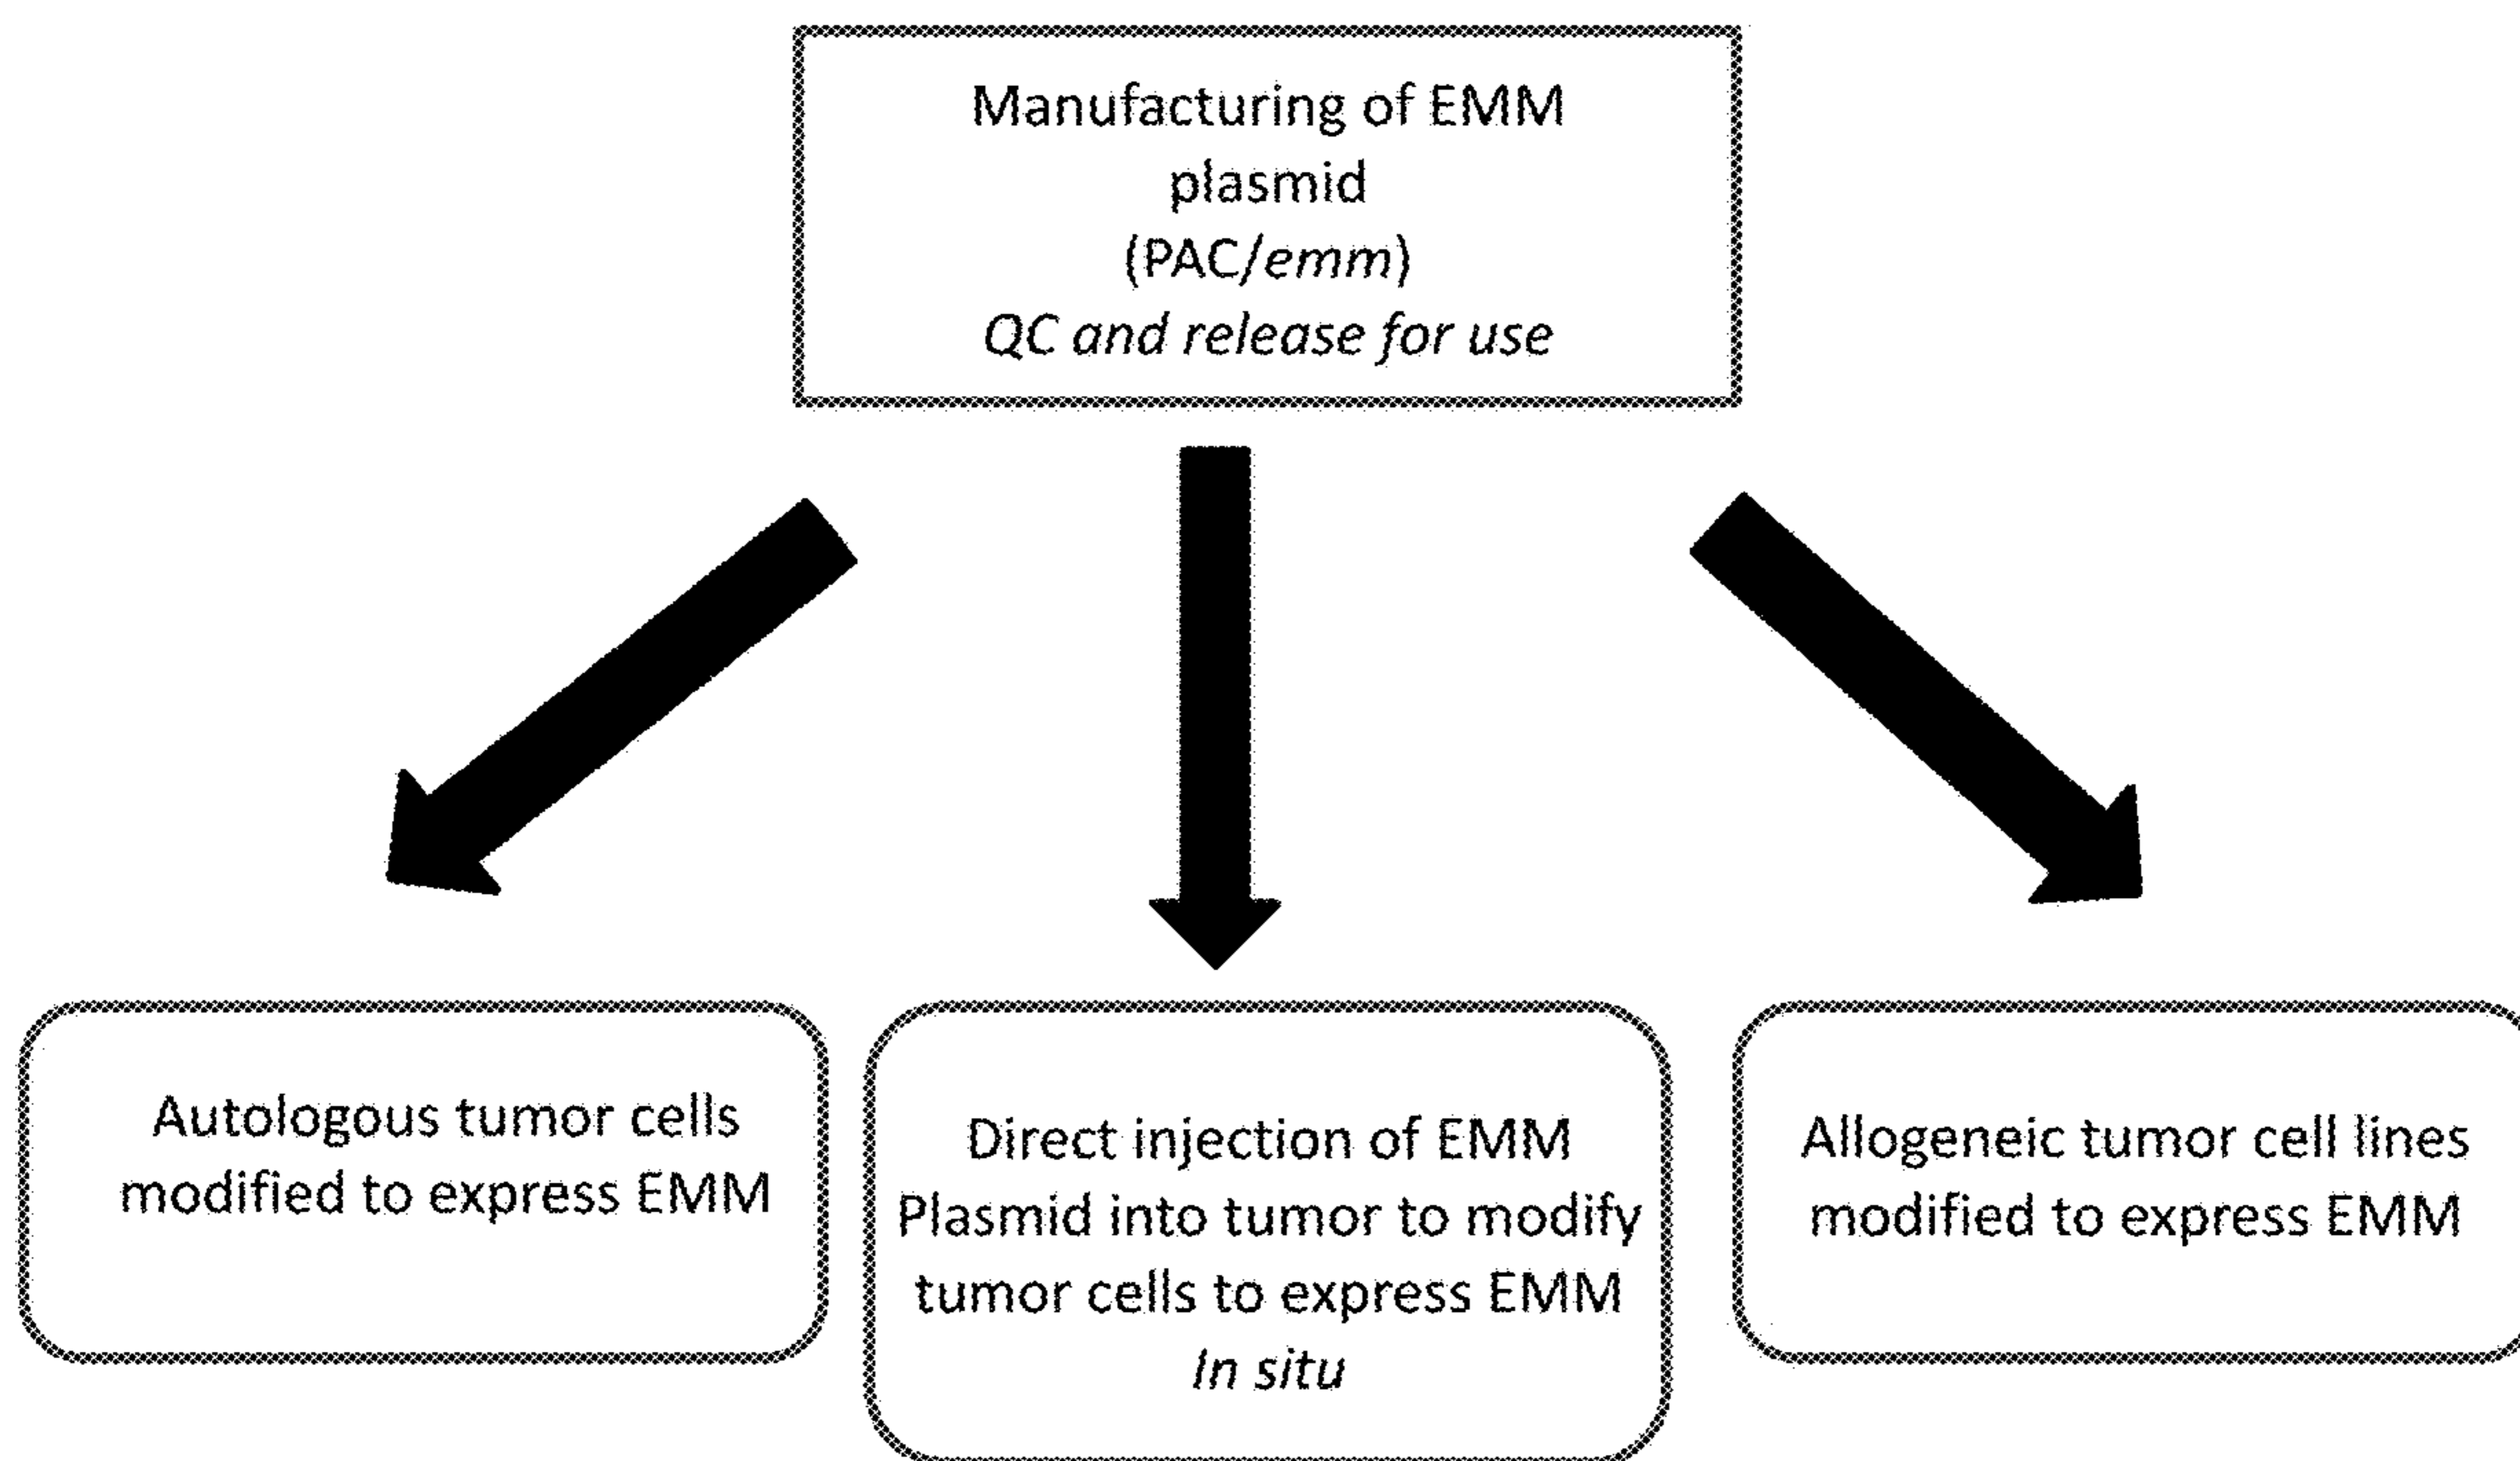 Manufacturing of EMM
plasmid
(PAC/emm)
QC and release for use
Autologous tumor cells
modified to express EMM
Direct injection of EMM
Plasmid into tumor to modify
tumor cells to express EMM
In situ
Allogeneic tumor cell lines
modified to express EMM